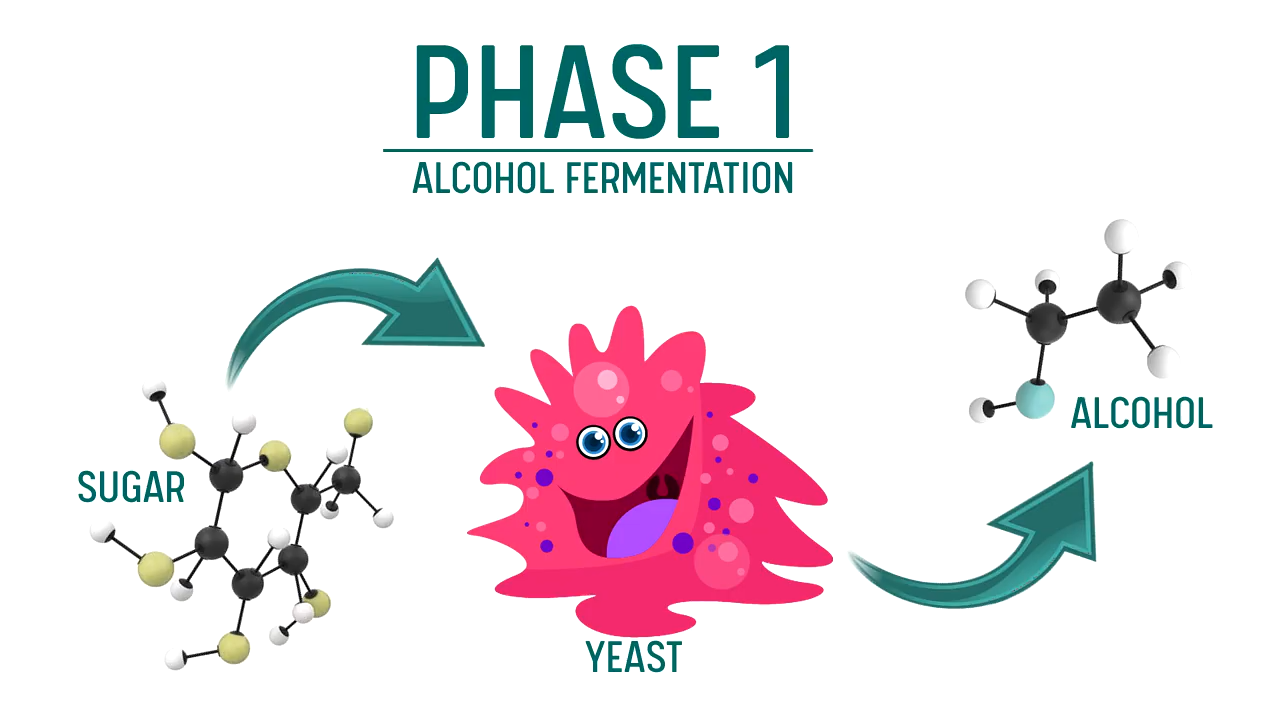 PHASE 1
ALCOHOL FERMENTATION
SUGAR
YEAST
ALCOHOL